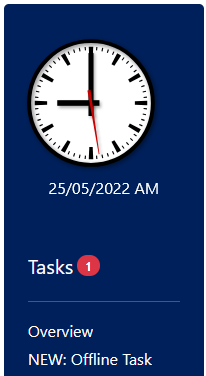 25/05/2022 AM
Tasks 1
Overview
NEW: Offline Task